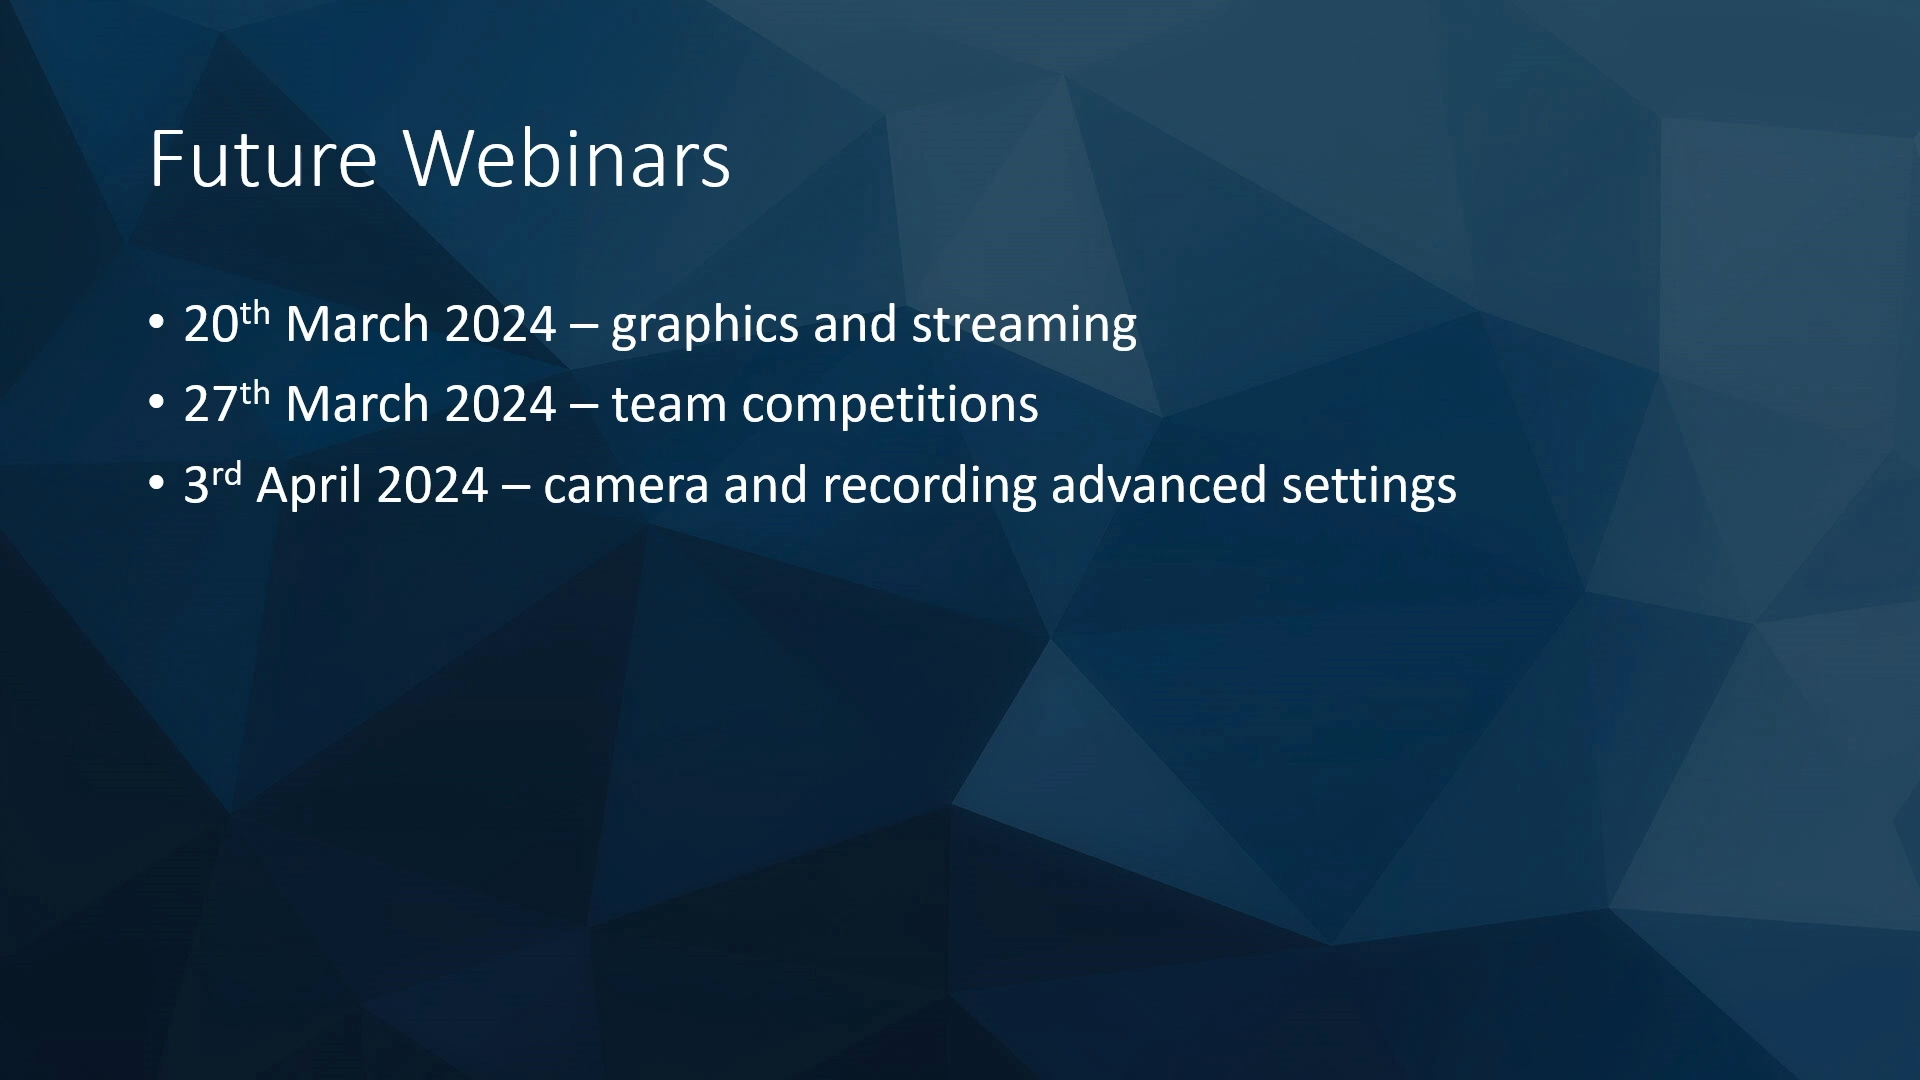 Future Webinars
• 20th March 2024 – graphics and streaming
• 27th March 2024 – team competitions
• 3rd April 2024 – camera and recording advanced settings